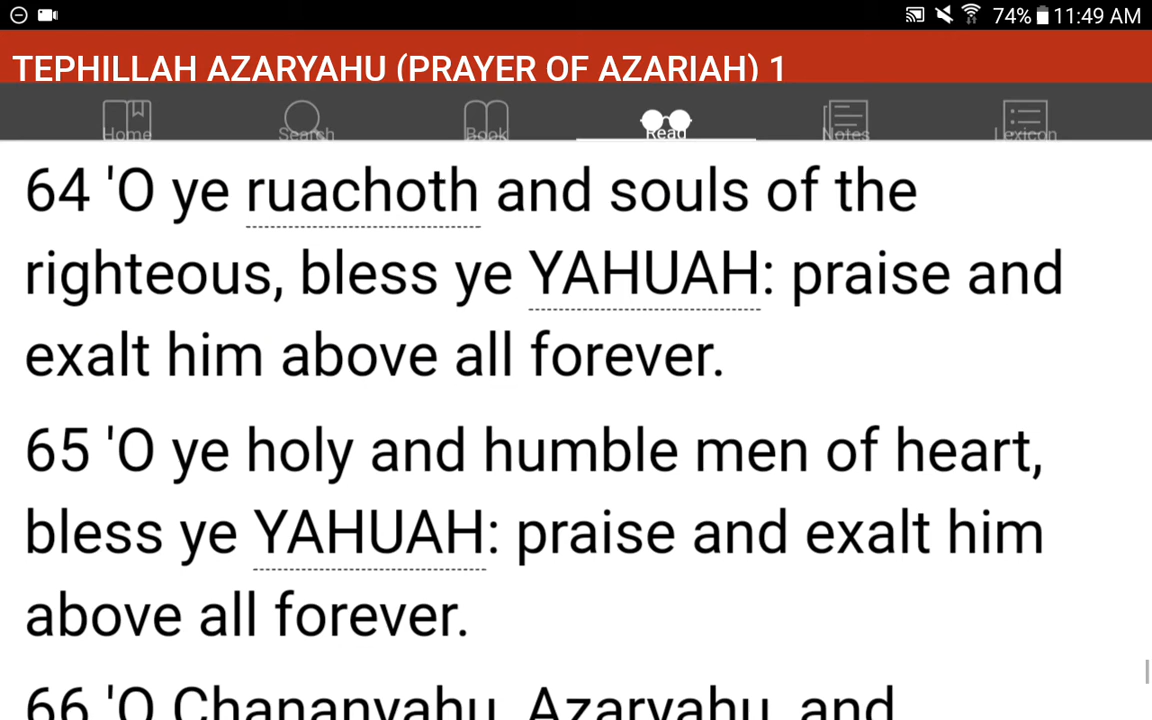 74% 11:49 AM
TEPHILLAH AZARYAHU (PRAYER OF AZARIAH) 1
Home Search Book Read Notes Lexicon
64 'O ye ruachoth and souls of the
righteous, bless ye YAHUAH: praise and
exalt him above all forever.
65 'O ye holy and humble men of heart,
bless ye YAHUAH: praise and exalt him
above all forever.
66 'O Chananyahu, Azaryahu, and